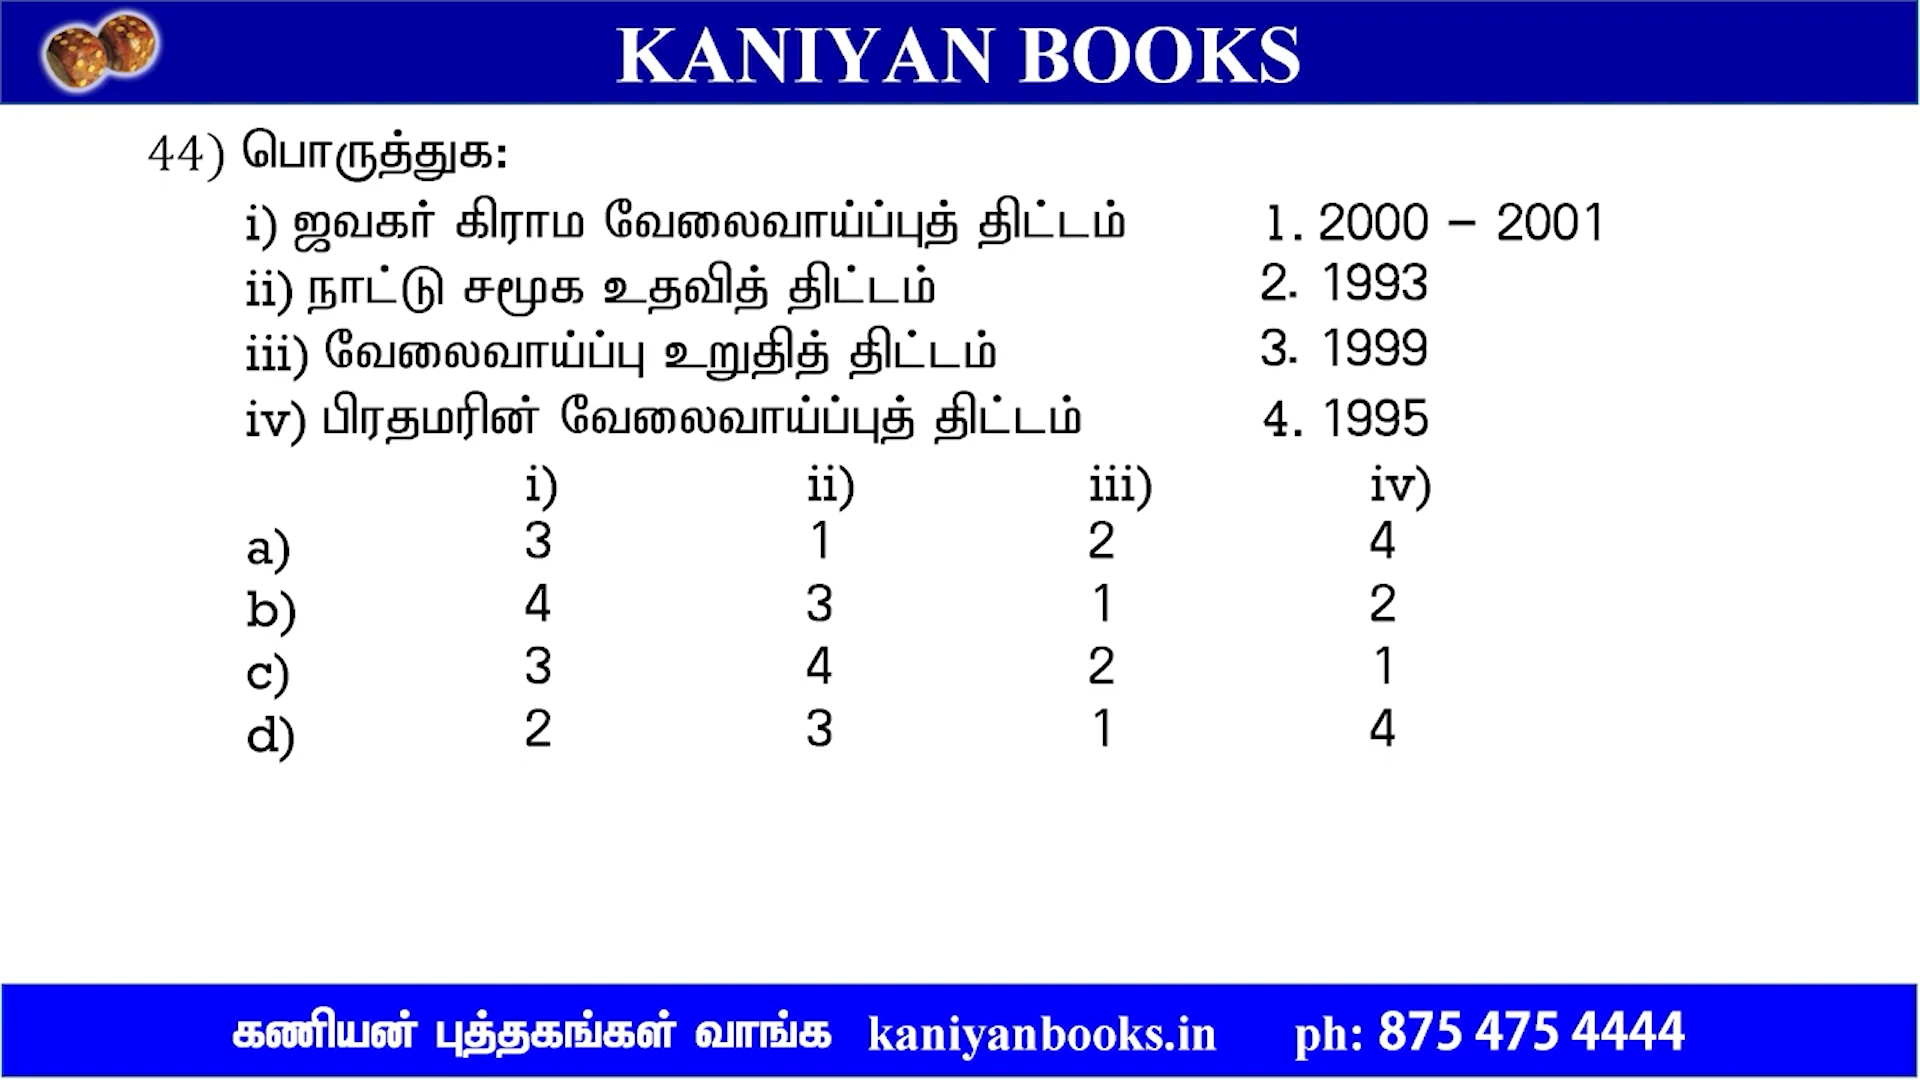 KANIYAN BOOKS
44) பொருத்துக:
i) ஜவகர் கிராம வேலைவாய்ப்புத் திட்டம் 1. 2000 – 2001
ii) நாட்டு சமூக உதவித் திட்டம் 2. 1993
iii) வேலைவாய்ப்பு உறுதித் திட்டம் 3. 1999
iv) பிரதமரின் வேலைவாய்ப்புத் திட்டம் 4. 1995
i) ii) iii) iv)
a) 3 1 2 4
b) 4 3 1 2
c) 3 4 2 1
d) 2 3 1 4
கணியன் புத்தகங்கள் வாங்க kaniyanbooks.in ph: 875 475 4444